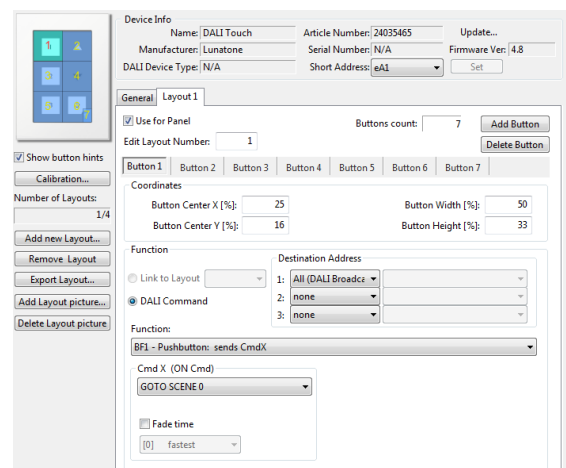 Device Info
Name: DALI Touch Article Number: 24035465 Update...
Manufacturer: Lunatone Serial Number: N/A Firmware Ver: 4.8
DALI Device Type: N/A Short Address: eA1 Set
1 2
3 4
7
General Layout 1
Use for Panel Buttons count: 7 Add Button
Edit Layout Number: 1 Delete Button
Show button hints
Button 1 Button 2 Button 3 Button 4 Button 5 Button 6 Button 7
Calibration...
Coordinates
Number of Layouts:
1/4
Button Center X [%]: 25 Button Width [%]: 50
Button Center Y [%]: 16 Button Height [%]: 33
Add new Layout...
Remove Layout
Export Layout...
Add Layout picture...
Delete Layout picture
Function
Destination Address
Link to Layout 1: All (DALI Broadca
DALI Command 2: none
3: none
Function:
BF1 - Pushbutton: sends CmdX
Cmd X (ON Cmd)
GOTO SCENE 0
Fade time
[0] fastest